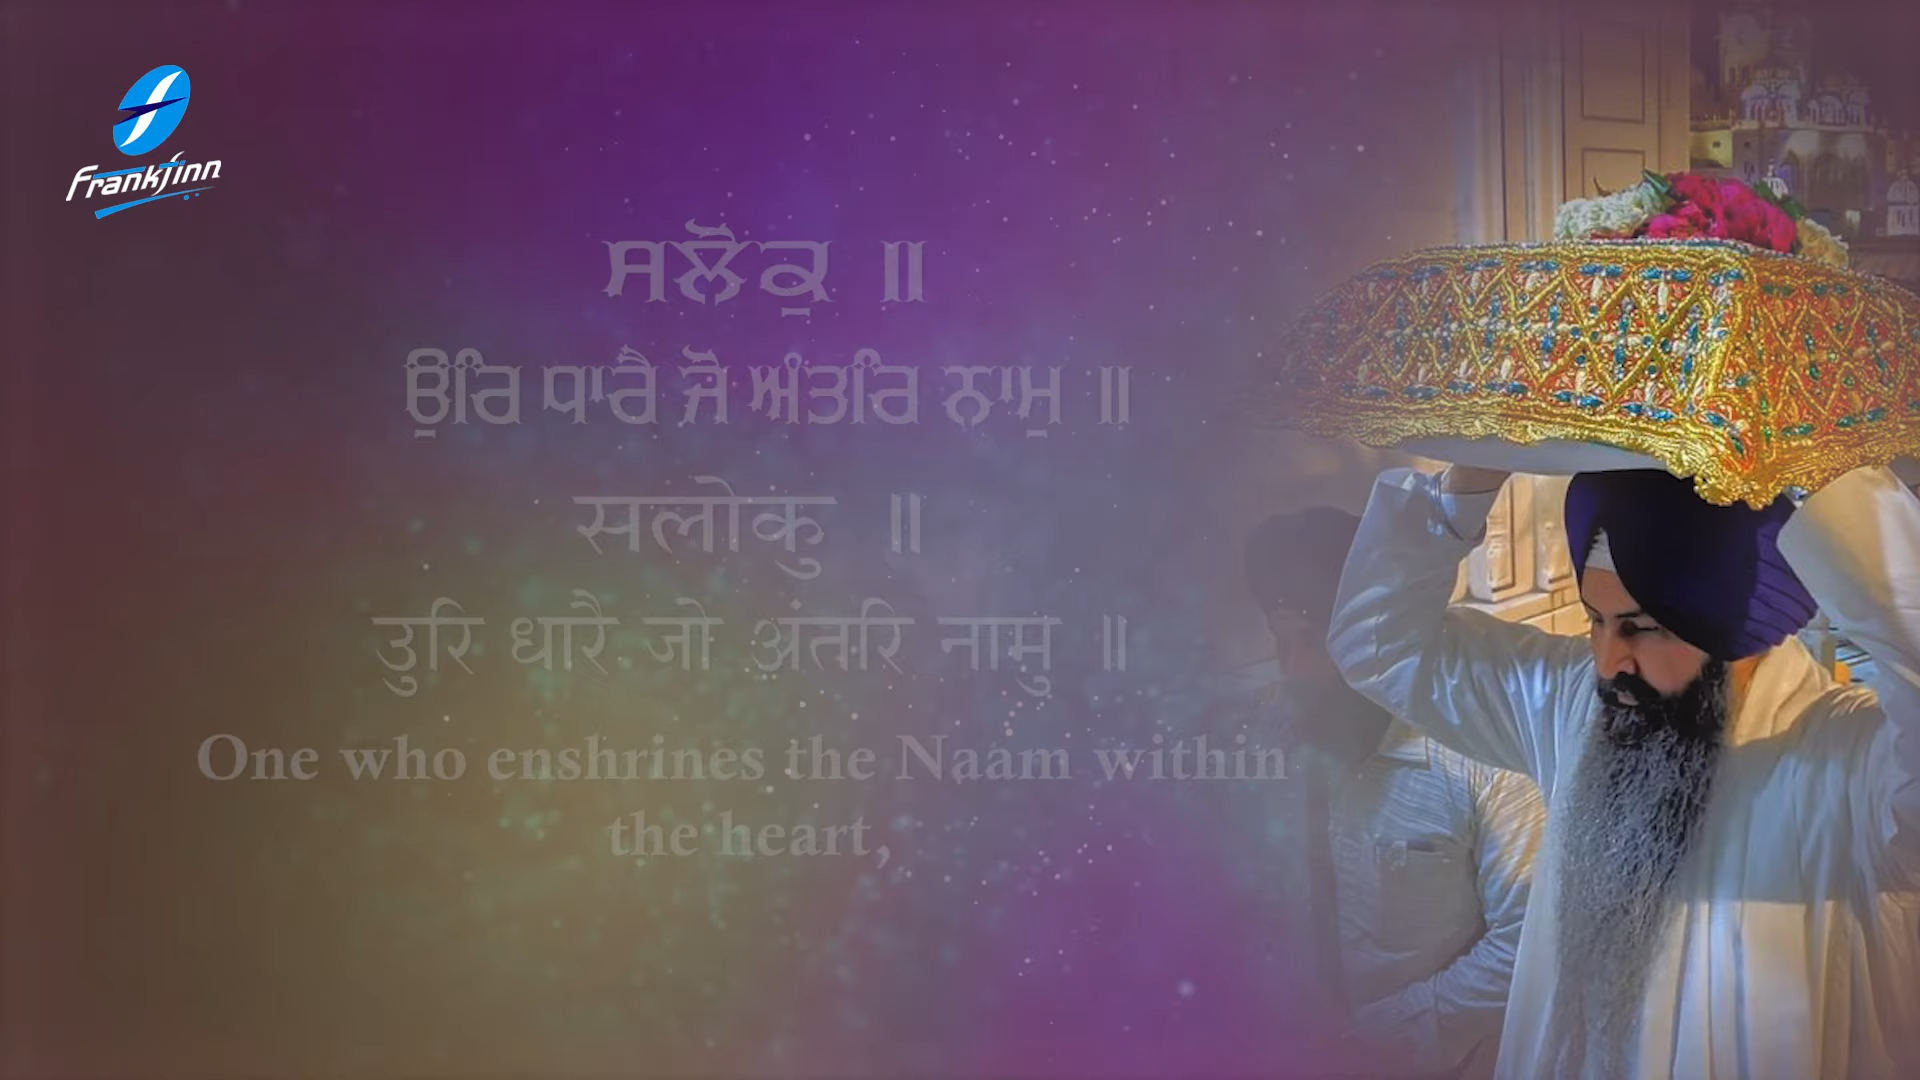 Frankfinn
ਸਲੋਕੁ ॥
ਉਰਿ ਧਾਰੈ ਜੋ ਅੰਤਰਿ ਨਾਮੁ ॥
सलोकु ॥
उरि धारै जो अंतरि नामु ॥
One who enshrines the Naam within
the heart,